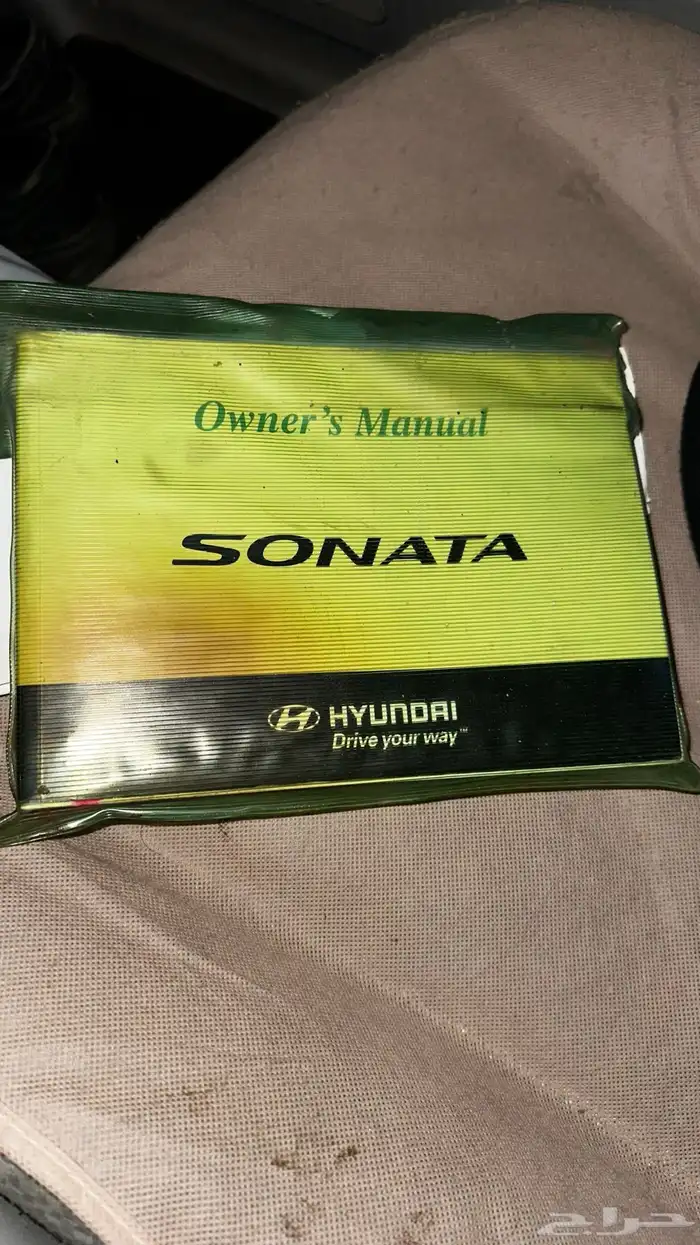 Owner's Manual
SONATA
HYUNDAI
Drive your way™
حراج